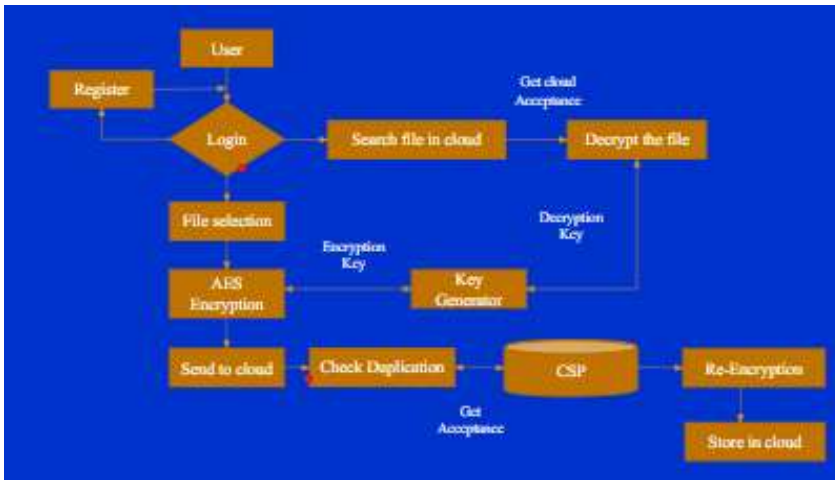 User
Register
Get cloud
Acceptance
Login
Search file in cloud
Decrypt the file
File selection
Decryption
Key
Encryption
Key
AES
Encryption
Key
Generator
Send to cloud
Check Duplication
CSP
Re-Encryption
Get
Acceptance
Store in cloud